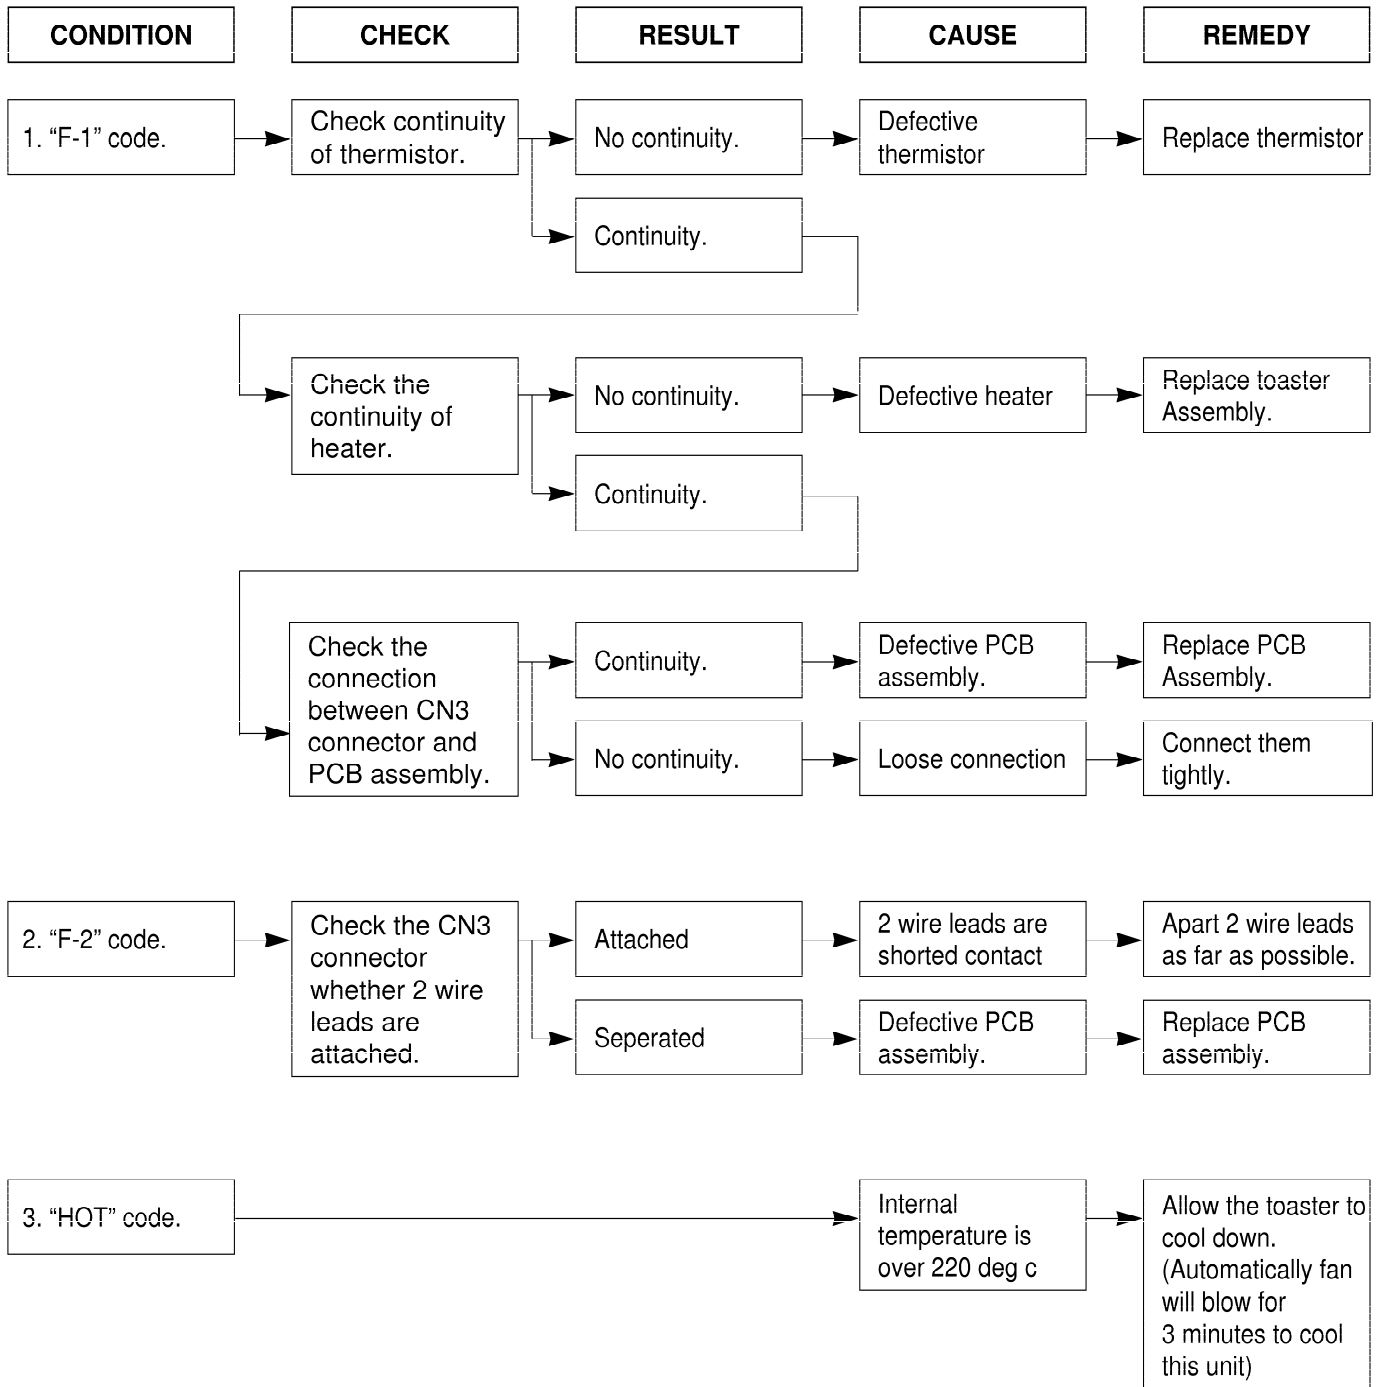 CONDITION
CHECK
RESULT
CAUSE
REMEDY
1. “F-1” code.
Check continuity
of thermistor.
No continuity.
Defective
thermistor
Replace thermistor
Continuity.
Check the
continuity of
heater.
No continuity.
Defective heater
Replace toaster
Assembly.
Continuity.
Check the
connection
between CN3
connector and
PCB assembly.
Continuity.
Defective PCB
assembly.
Replace PCB
Assembly.
No continuity.
Loose connection
Connect them
tightly.
2. “F-2” code.
Check the CN3
connector
whether 2 wire
leads are
attached.
Attached
2 wire leads are
shorted contact
Apart 2 wire leads
as far as possible.
Seperated
Defective PCB
assembly.
Replace PCB
assembly.
3. “HOT” code.
Internal
temperature is
over 220 deg c
Allow the toaster to
cool down.
(Automatically fan
will blow for
3 minutes to cool
this unit)